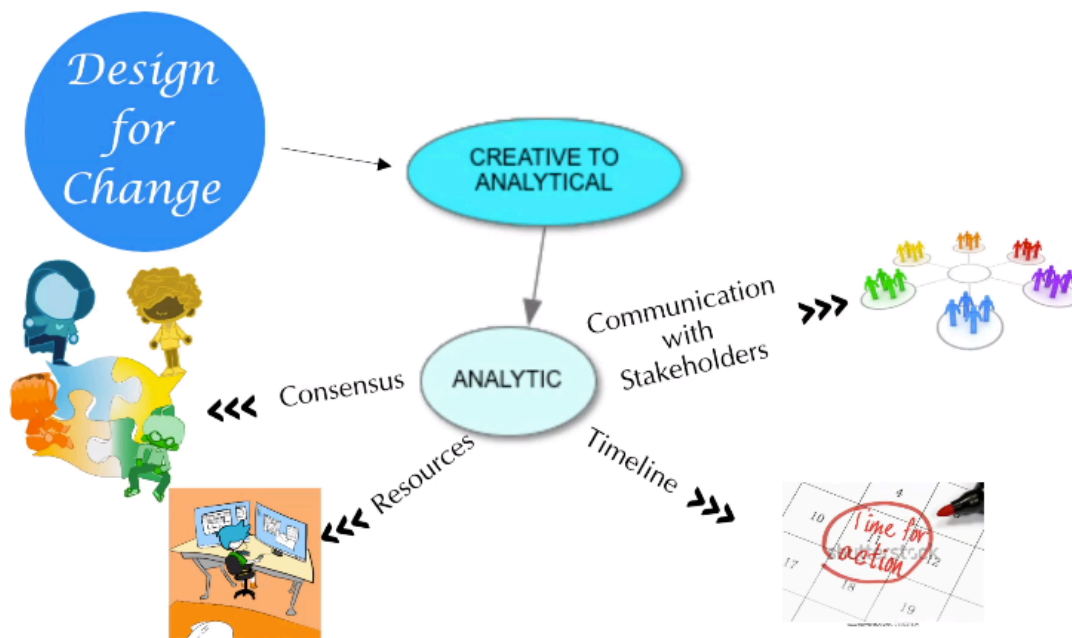 Design
for
Change
CREATIVE TO
ANALYTICAL
ANALYTIC
Communication
with
Stakeholders
Consensus
Resources
Timeline
4
10
Time for
action
shutterstock
12
17
18
19